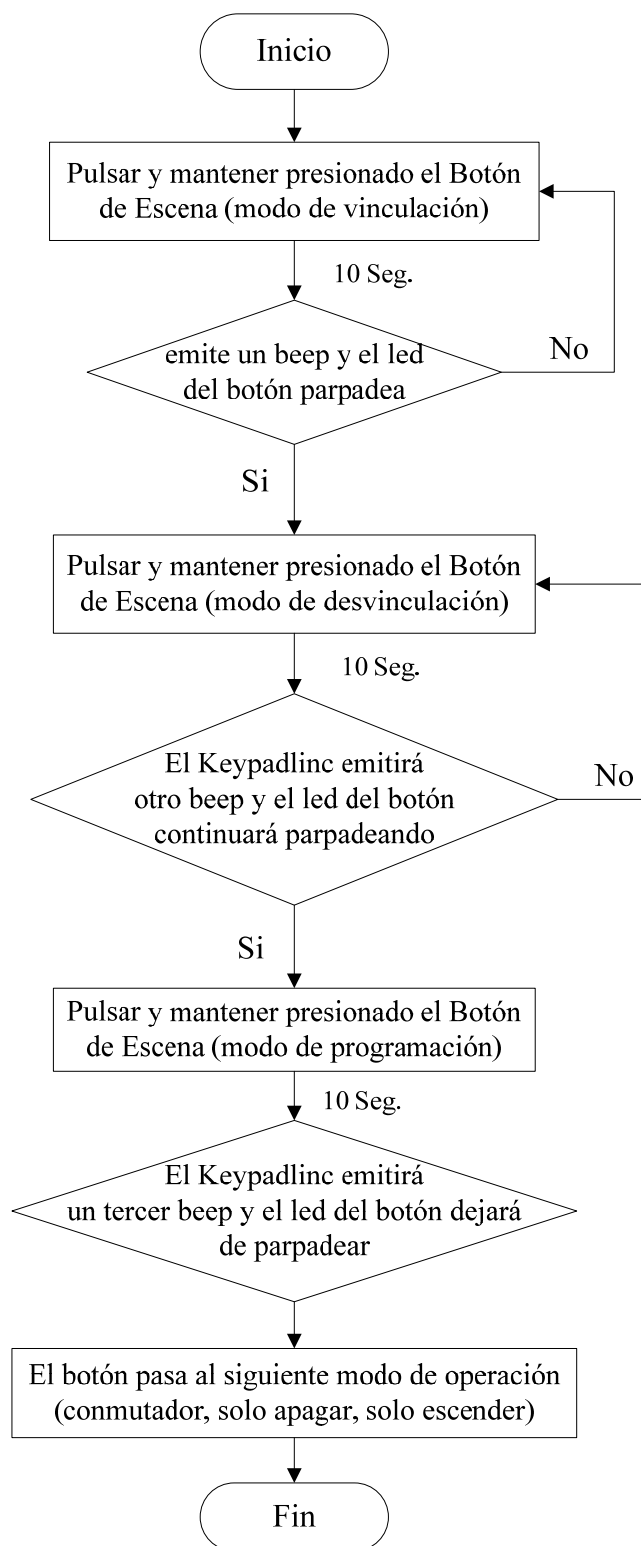 Inicio
Pulsar y mantener presionado el Botón
de Escena (modo de vinculación)
10 Seg.
emite un beep y el led
del botón parpadea
No
Si
Pulsar y mantener presionado el Botón
de Escena (modo de desvinculación)
10 Seg.
El Keypadlinc emitirá
otro beep y el led del botón
continuará parpadeando
No
Si
Pulsar y mantener presionado el Botón
de Escena (modo de programación)
10 Seg.
El Keypadlinc emitirá
un tercer beep y el led del botón dejará
de parpadear
El botón pasa al siguiente modo de operación
(conmutador, solo apagar, solo escender)
Fin